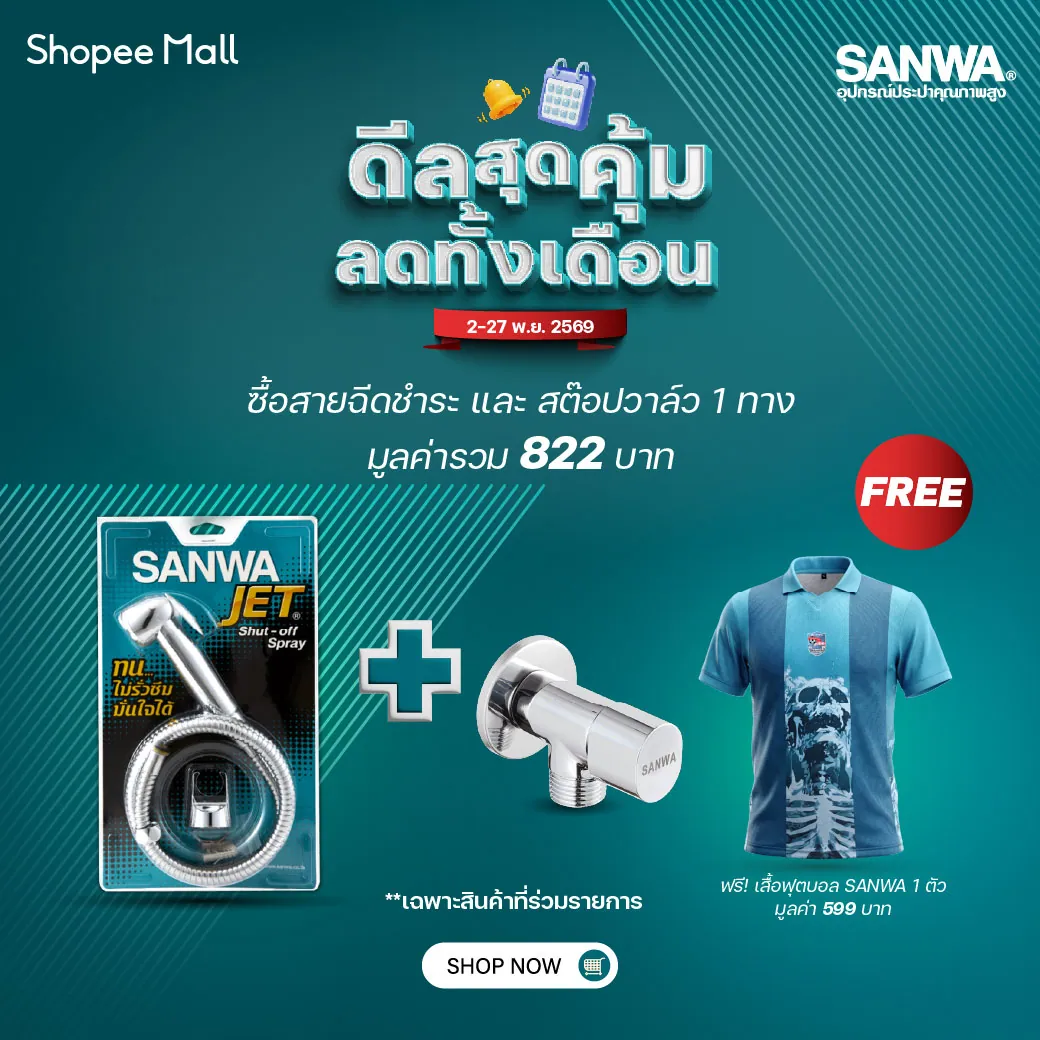 Shopee Mall
SANWA®
อุปกรณ์ประปาคุณภาพสูง
ดีลสุดคุ้ม
ลดทั้งเดือน
2-27 พ.ย. 2569
ซื้อสายฉีดชำระ และ สต๊อปวาล์ว 1 ทาง
มูลค่ารวม 822 บาท
FREE
SANWA
JET®
Shut-off
Spray
ทน...
ไม่รั่วซึม
มั่นใจได้
SANWA
ฟรี! เสื้อฟุตบอล SANWA 1 ตัว
มูลค่า 599 บาท
**เฉพาะสินค้าที่ร่วมรายการ
SHOP NOW